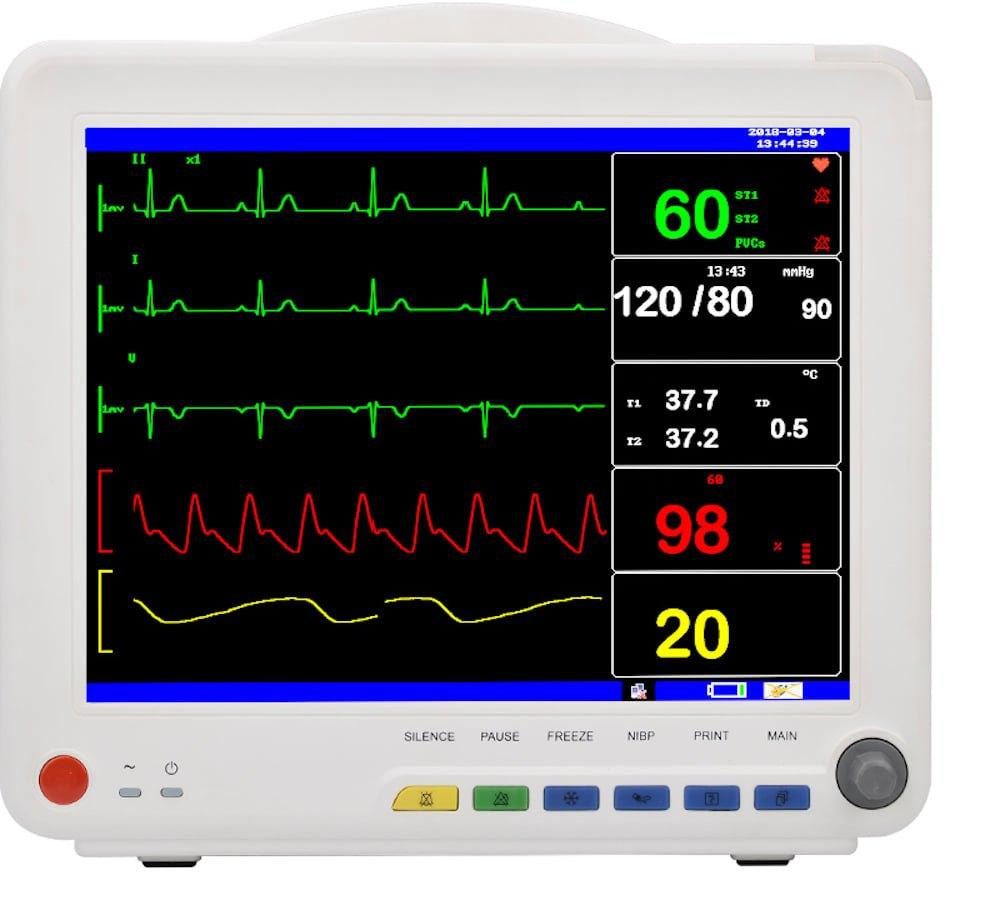 2018-03-04
13:44:39
II x1
1mv
ST1
60
ST2
PVCs
I
1mv
13:43 mmHg
120 /80 90
V
1mv
ºC
T1 37.7 TD
0.5
T2 37.2
60
98 %
20
SILENCE PAUSE FREEZE NIBP PRINT MAIN